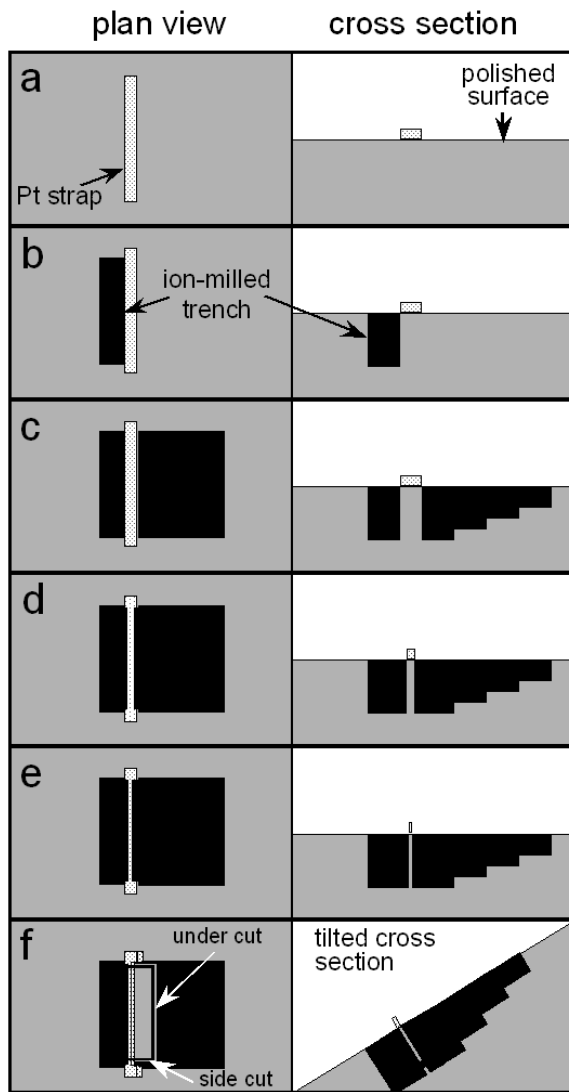 plan view
cross section
a
polished
surface
Pt strap
b
ion-milled
trench
c
d
e
f
under cut
side cut
tilted cross
section